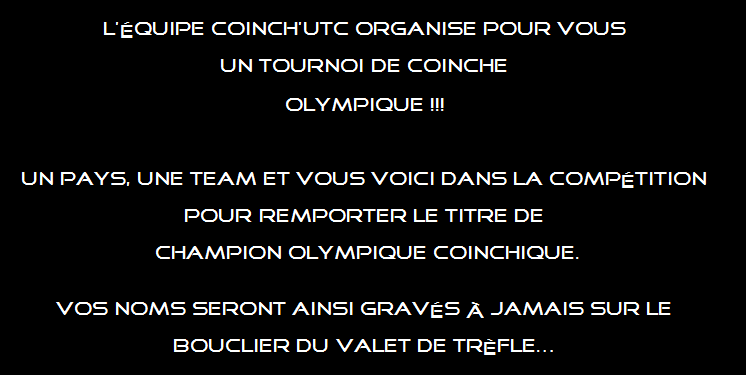 L'ÉQUIPE COINCH'UTC ORGANISE POUR VOUS
UN TOURNOI DE COINCHE
OLYMPIQUE !!!
UN PAYS, UNE TEAM ET VOUS VOICI DANS LA COMPÉTITION
POUR REMPORTER LE TITRE DE
CHAMPION OLYMPIQUE COINCHIQUE.
VOS NOMS SERONT AINSI GRAVÉS À JAMAIS SUR LE
BOUCLIER DU VALET DE TRÈFLE...